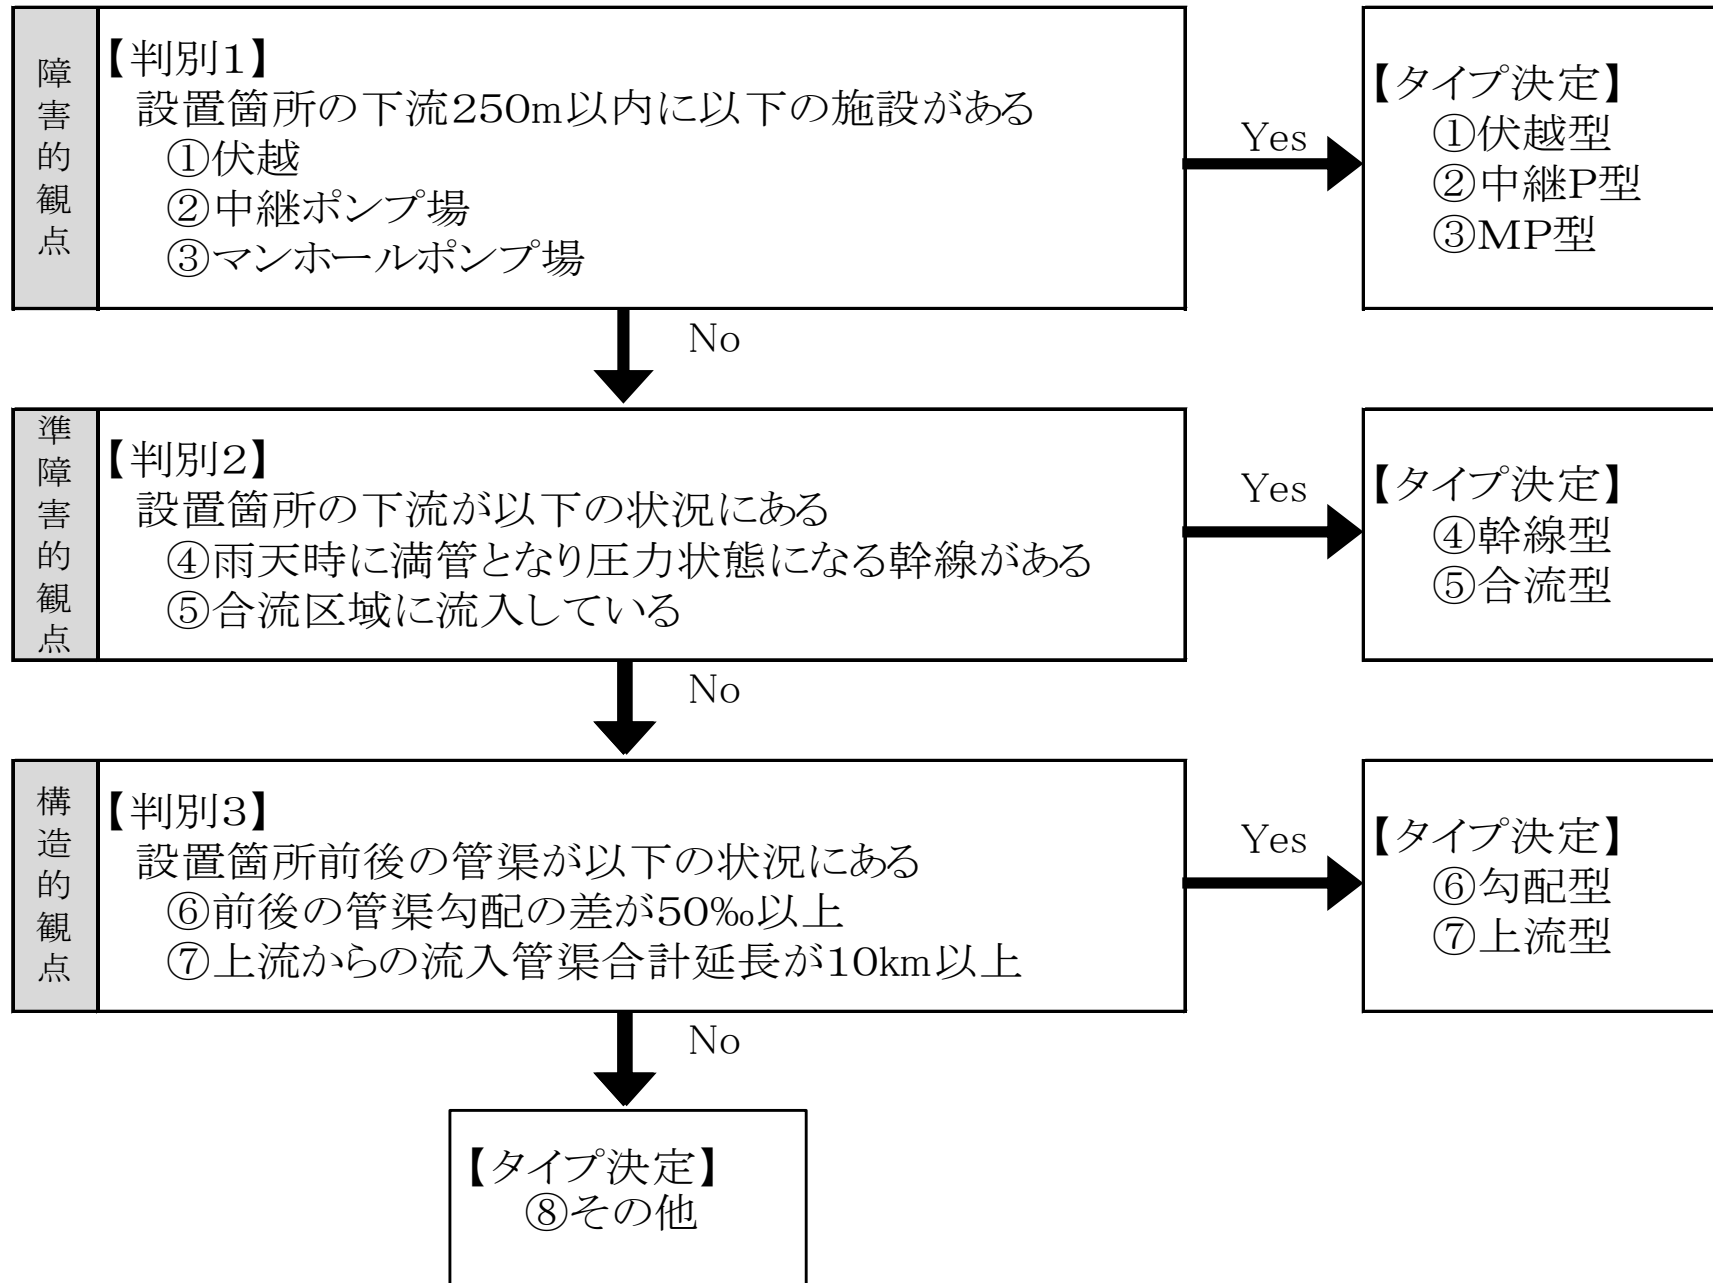 障害的観点
【判別1】
設置箇所の下流250m以内に以下の施設がある
①伏越
②中継ポンプ場
③マンホールポンプ場
Yes
【タイプ決定】
①伏越型
②中継P型
③MP型
No
準障害的観点
【判別2】
設置箇所の下流が以下の状況にある
④雨天時に満管となり圧力状態になる幹線がある
⑤合流区域に流入している
Yes
【タイプ決定】
④幹線型
⑤合流型
No
構造的観点
【判別3】
設置箇所前後の管渠が以下の状況にある
⑥前後の管渠勾配の差が50‰以上
⑦上流からの流入管渠合計延長が10km以上
Yes
【タイプ決定】
⑥勾配型
⑦上流型
No
【タイプ決定】
⑧その他